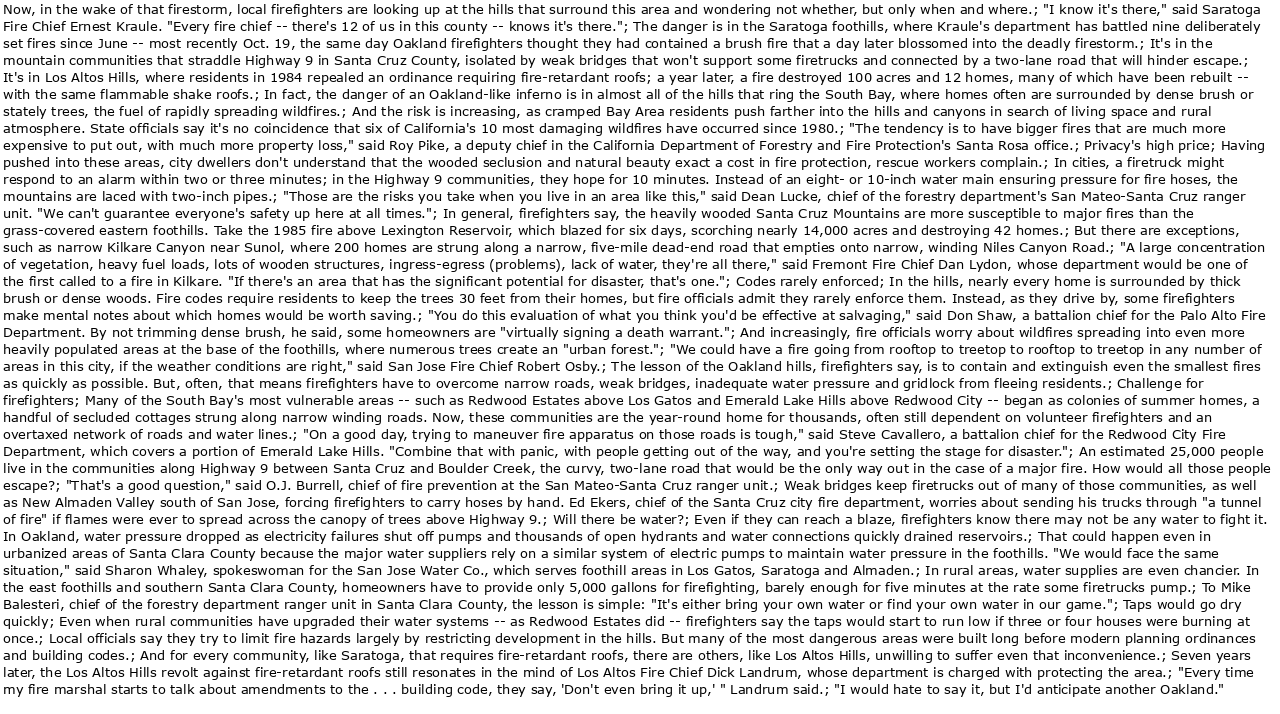 Now, in the wake of that firestorm, local firefighters are looking up at the hills that surround this area and wondering not whether, but only when and where.; "I know it's there," said Saratoga
Fire Chief Ernest Kraule. "Every fire chief -- there's 12 of us in this county -- knows it's there."; The danger is in the Saratoga foothills, where Kraule's department has battled nine deliberately
set fires since June -- most recently Oct. 19, the same day Oakland firefighters thought they had contained a brush fire that a day later blossomed into the deadly firestorm.; It's in the
mountain communities that straddle Highway 9 in Santa Cruz County, isolated by weak bridges that won't support some firetrucks and connected by a two-lane road that will hinder escape.;
It's in Los Altos Hills, where residents in 1984 repealed an ordinance requiring fire-retardant roofs; a year later, a fire destroyed 100 acres and 12 homes, many of which have been rebuilt --
with the same flammable shake roofs.; In fact, the danger of an Oakland-like inferno is in almost all of the hills that ring the South Bay, where homes often are surrounded by dense brush or
stately trees, the fuel of rapidly spreading wildfires.; And the risk is increasing, as cramped Bay Area residents push farther into the hills and canyons in search of living space and rural
atmosphere. State officials say it's no coincidence that six of California's 10 most damaging wildfires have occurred since 1980.; "The tendency is to have bigger fires that are much more
expensive to put out, with much more property loss," said Roy Pike, a deputy chief in the California Department of Forestry and Fire Protection's Santa Rosa office.; Privacy's high price; Having
pushed into these areas, city dwellers don't understand that the wooded seclusion and natural beauty exact a cost in fire protection, rescue workers complain.; In cities, a firetruck might
respond to an alarm within two or three minutes; in the Highway 9 communities, they hope for 10 minutes. Instead of an eight- or 10-inch water main ensuring pressure for fire hoses, the
mountains are laced with two-inch pipes.; "Those are the risks you take when you live in an area like this," said Dean Lucke, chief of the forestry department's San Mateo-Santa Cruz ranger
unit. "We can't guarantee everyone's safety up here at all times."; In general, firefighters say, the heavily wooded Santa Cruz Mountains are more susceptible to major fires than the
grass-covered eastern foothills. Take the 1985 fire above Lexington Reservoir, which blazed for six days, scorching nearly 14,000 acres and destroying 42 homes.; But there are exceptions,
such as narrow Kilkare Canyon near Sunol, where 200 homes are strung along a narrow, five-mile dead-end road that empties onto narrow, winding Niles Canyon Road.; "A large concentration
of vegetation, heavy fuel loads, lots of wooden structures, ingress-egress (problems), lack of water, they're all there," said Fremont Fire Chief Dan Lydon, whose department would be one of
the first called to a fire in Kilkare. "If there's an area that has the significant potential for disaster, that's one."; Codes rarely enforced; In the hills, nearly every home is surrounded by thick
brush or dense woods. Fire codes require residents to keep the trees 30 feet from their homes, but fire officials admit they rarely enforce them. Instead, as they drive by, some firefighters
make mental notes about which homes would be worth saving.; "You do this evaluation of what you think you'd be effective at salvaging," said Don Shaw, a battalion chief for the Palo Alto Fire
Department. By not trimming dense brush, he said, some homeowners are "virtually signing a death warrant."; And increasingly, fire officials worry about wildfires spreading into even more
heavily populated areas at the base of the foothills, where numerous trees create an "urban forest."; "We could have a fire going from rooftop to treetop to rooftop to treetop in any number of
areas in this city, if the weather conditions are right," said San Jose Fire Chief Robert Osby.; The lesson of the Oakland hills, firefighters say, is to contain and extinguish even the smallest fires
as quickly as possible. But, often, that means firefighters have to overcome narrow roads, weak bridges, inadequate water pressure and gridlock from fleeing residents.; Challenge for
firefighters; Many of the South Bay's most vulnerable areas -- such as Redwood Estates above Los Gatos and Emerald Lake Hills above Redwood City -- began as colonies of summer homes, a
handful of secluded cottages strung along narrow winding roads. Now, these communities are the year-round home for thousands, often still dependent on volunteer firefighters and an
overtaxed network of roads and water lines.; "On a good day, trying to maneuver fire apparatus on those roads is tough," said Steve Cavallero, a battalion chief for the Redwood City Fire
Department, which covers a portion of Emerald Lake Hills. "Combine that with panic, with people getting out of the way, and you're setting the stage for disaster."; An estimated 25,000 people
live in the communities along Highway 9 between Santa Cruz and Boulder Creek, the curvy, two-lane road that would be the only way out in the case of a major fire. How would all those people
escape?; "That's a good question," said O.J. Burrell, chief of fire prevention at the San Mateo-Santa Cruz ranger unit.; Weak bridges keep firetrucks out of many of those communities, as well
as New Almaden Valley south of San Jose, forcing firefighters to carry hoses by hand. Ed Ekers, chief of the Santa Cruz city fire department, worries about sending his trucks through "a tunnel
of fire" if flames were ever to spread across the canopy of trees above Highway 9.; Will there be water?; Even if they can reach a blaze, firefighters know there may not be any water to fight it.
In Oakland, water pressure dropped as electricity failures shut off pumps and thousands of open hydrants and water connections quickly drained reservoirs.; That could happen even in
urbanized areas of Santa Clara County because the major water suppliers rely on a similar system of electric pumps to maintain water pressure in the foothills. "We would face the same
situation," said Sharon Whaley, spokeswoman for the San Jose Water Co., which serves foothill areas in Los Gatos, Saratoga and Almaden.; In rural areas, water supplies are even chancier. In
the east foothills and southern Santa Clara County, homeowners have to provide only 5,000 gallons for firefighting, barely enough for five minutes at the rate some firetrucks pump.; To Mike
Balesteri, chief of the forestry department ranger unit in Santa Clara County, the lesson is simple: "It's either bring your own water or find your own water in our game."; Taps would go dry
quickly; Even when rural communities have upgraded their water systems -- as Redwood Estates did -- firefighters say the taps would start to run low if three or four houses were burning at
once.; Local officials say they try to limit fire hazards largely by restricting development in the hills. But many of the most dangerous areas were built long before modern planning ordinances
and building codes.; And for every community, like Saratoga, that requires fire-retardant roofs, there are others, like Los Altos Hills, unwilling to suffer even that inconvenience.; Seven years
later, the Los Altos Hills revolt against fire-retardant roofs still resonates in the mind of Los Altos Fire Chief Dick Landrum, whose department is charged with protecting the area.; "Every time
my fire marshal starts to talk about amendments to the . . . building code, they say, 'Don't even bring it up,' " Landrum said.; "I would hate to say it, but I'd anticipate another Oakland."